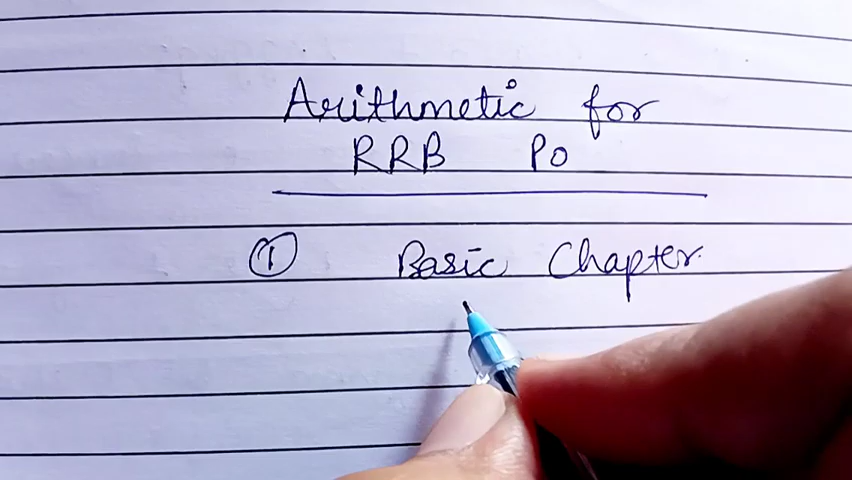 Arithmetic for
RRB Po
① Basic Chapter.